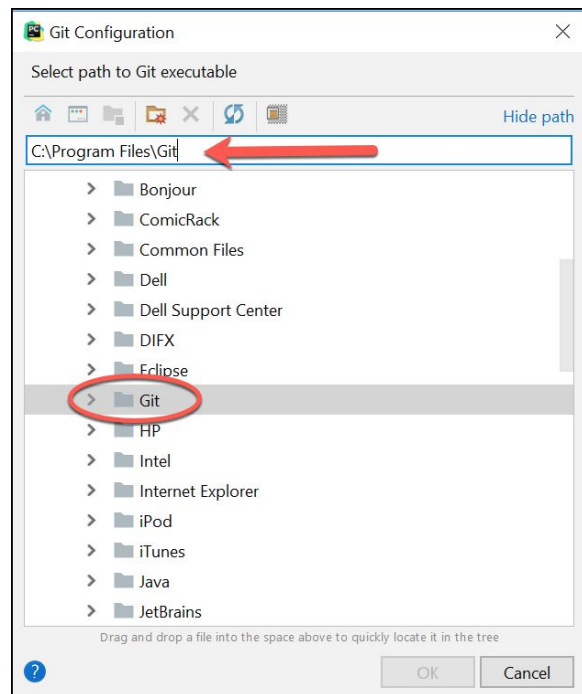 PC
Git Configuration
Select path to Git executable
Hide path
C:\Program Files\Git
Bonjour
ComicRack
Common Files
Dell
Dell Support Center
DIFX
Eclipse
Git
HP
Intel
Internet Explorer
iPod
iTunes
Java
JetBrains
Drag and drop a file into the space above to quickly locate it in the tree
?
OK
Cancel